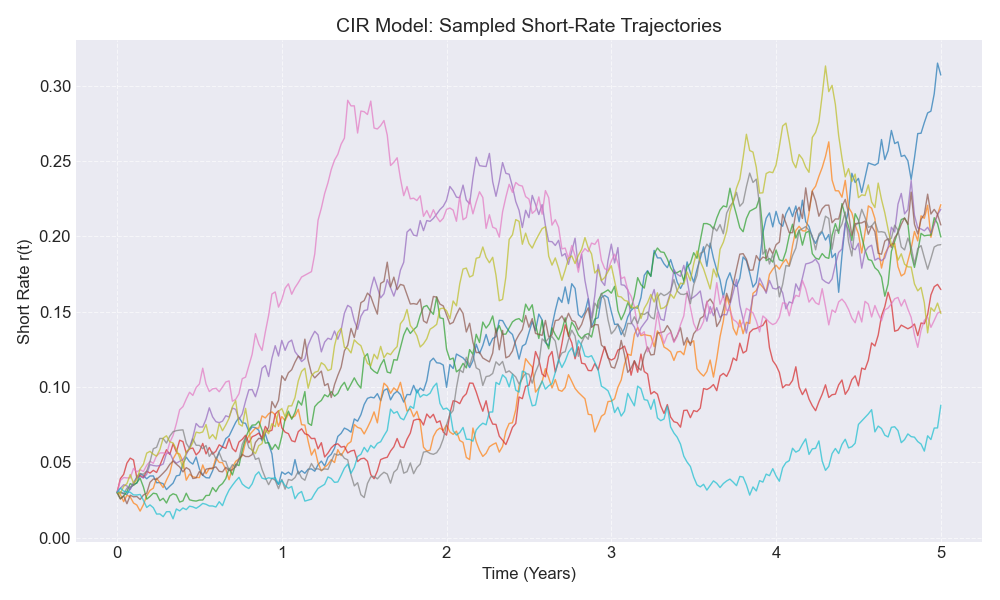 CIR Model: Sampled Short-Rate Trajectories
Short Rate r(t)
0.30
0.25
0.20
0.15
0.10
0.05
0.00
0 1 2 3 4 5
Time (Years)